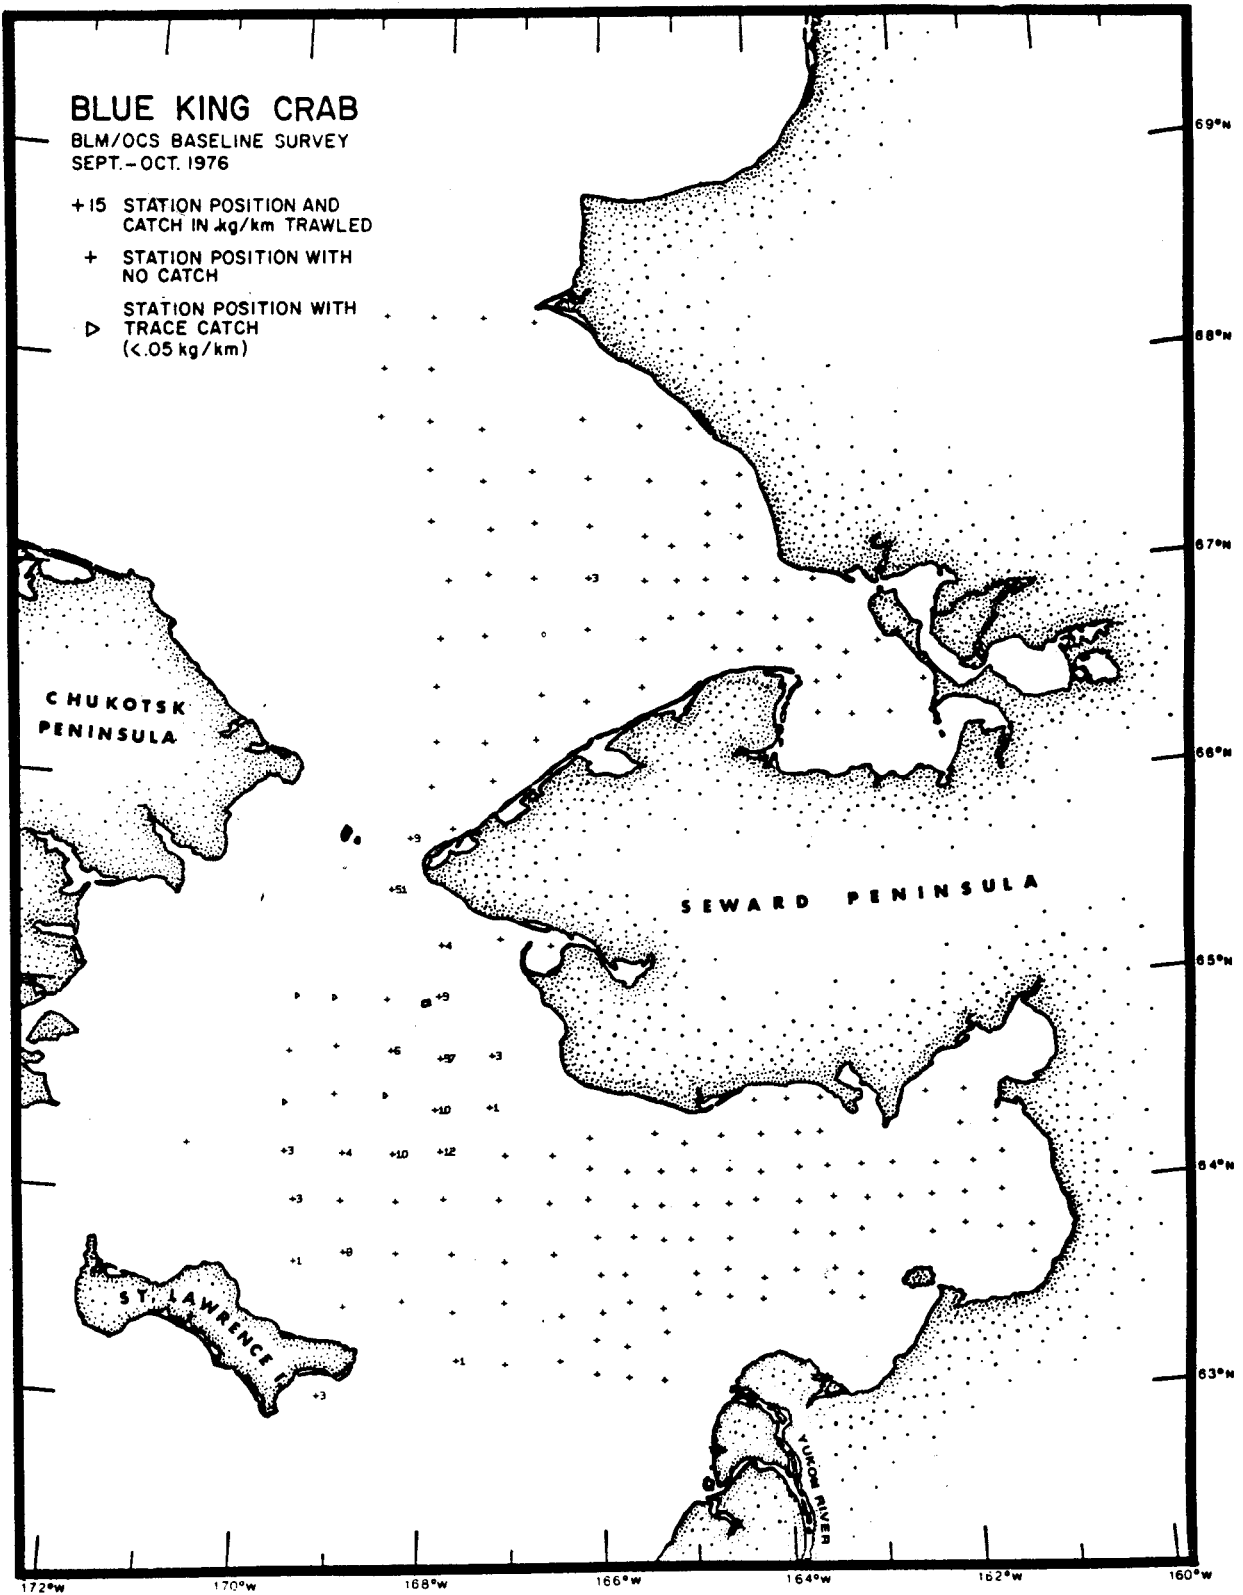 BLUE KING CRAB
BLM/OCS BASELINE SURVEY
SEPT.-OCT. 1976
+15 STATION POSITION AND
CATCH IN kg/km TRAWLED
+ STATION POSITION WITH
NO CATCH
STATION POSITION WITH
▷ TRACE CATCH
(<.05 kg/km)
69°N
68°N
67°N
+3
CHUKOTSK
PENINSULA
66°N
+9
+51
SEWARD PENINSULA
+4
65°N
+9
+6 +3
+10 +1
+3 +4 +10 +12
64°N
+3
+1
ST. LAWRENCE I.
+1
63°N
+3
YUKON RIVER
172°W 170°W 168°W 166°W 164°W 162°W 160°W